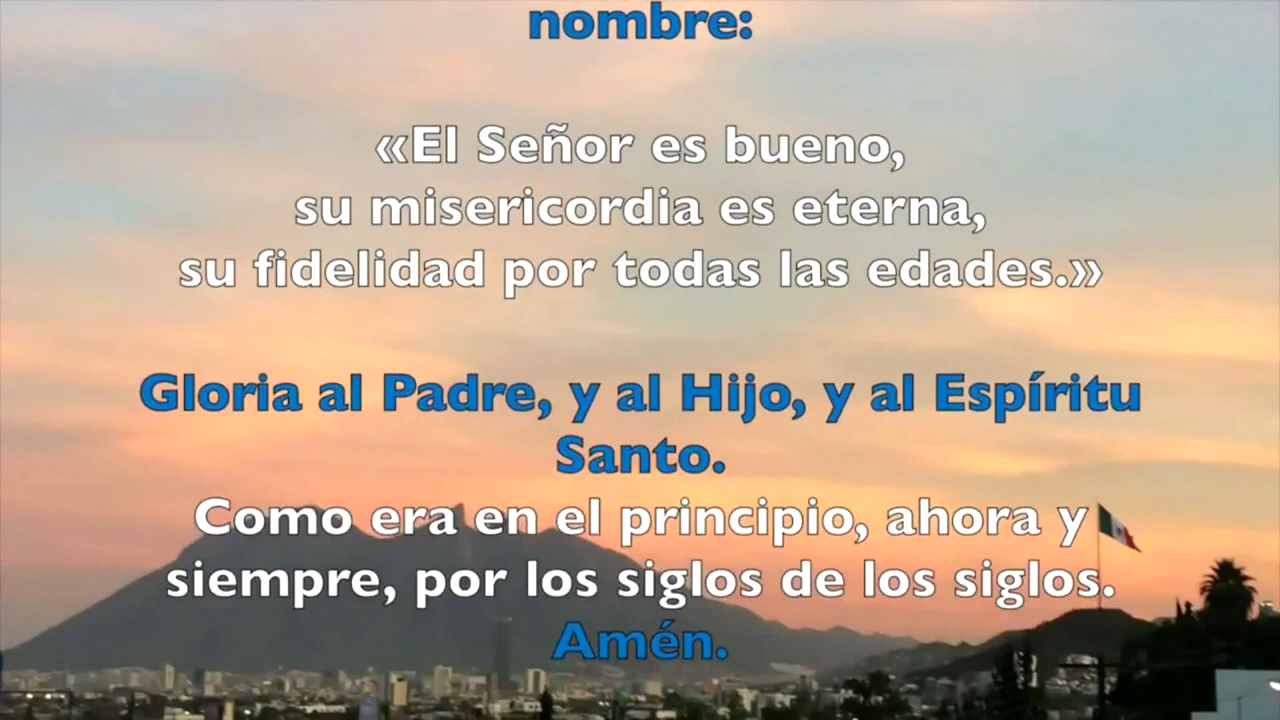 nombre:
«El Señor es bueno,
su misericordia es eterna,
su fidelidad por todas las edades.»
Gloria al Padre, y al Hijo, y al Espíritu
Santo.
Como era en el principio, ahora y
siempre, por los siglos de los siglos.
Amén.